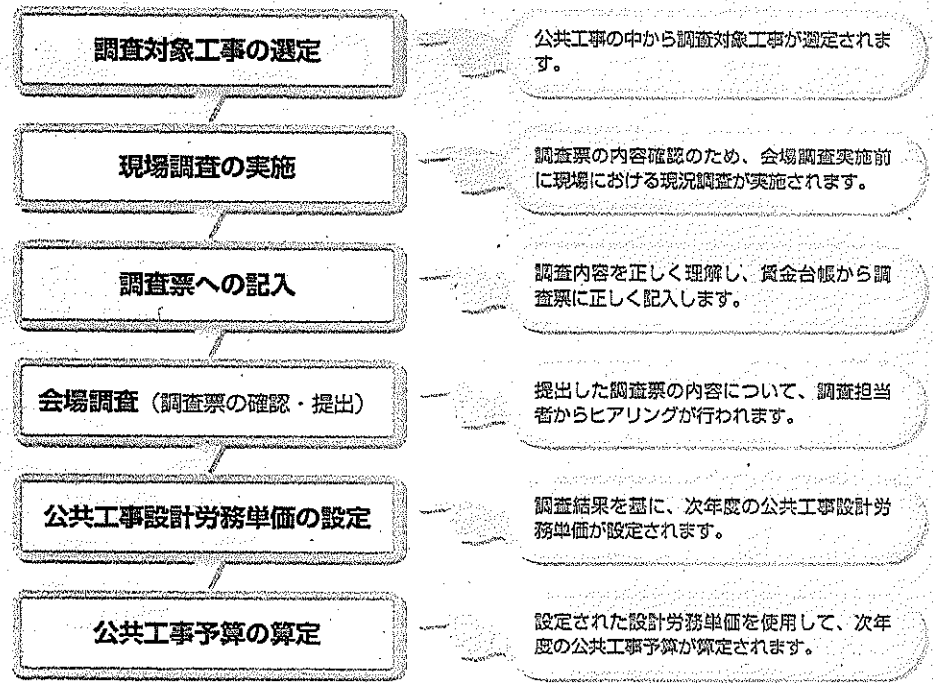 調査対象工事の選定
公共工事の中から調査対象工事が選定されま
す。
現場調査の実施
調査票の内容確認のため、会場調査実施前
に現場における現況調査が実施されます。
調査票への記入
調査内容を正しく理解し、賃金台帳から調
査票に正しく記入します。
会場調査（調査票の確認・提出）
提出した調査票の内容について、調査担当
者からヒアリングが行われます。
公共工事設計労務単価の設定
調査結果を基に、次年度の公共工事設計労
務単価が設定されます。
公共工事予算の算定
設定された設計労務単価を使用して、次年
度の公共工事予算が算定されます。